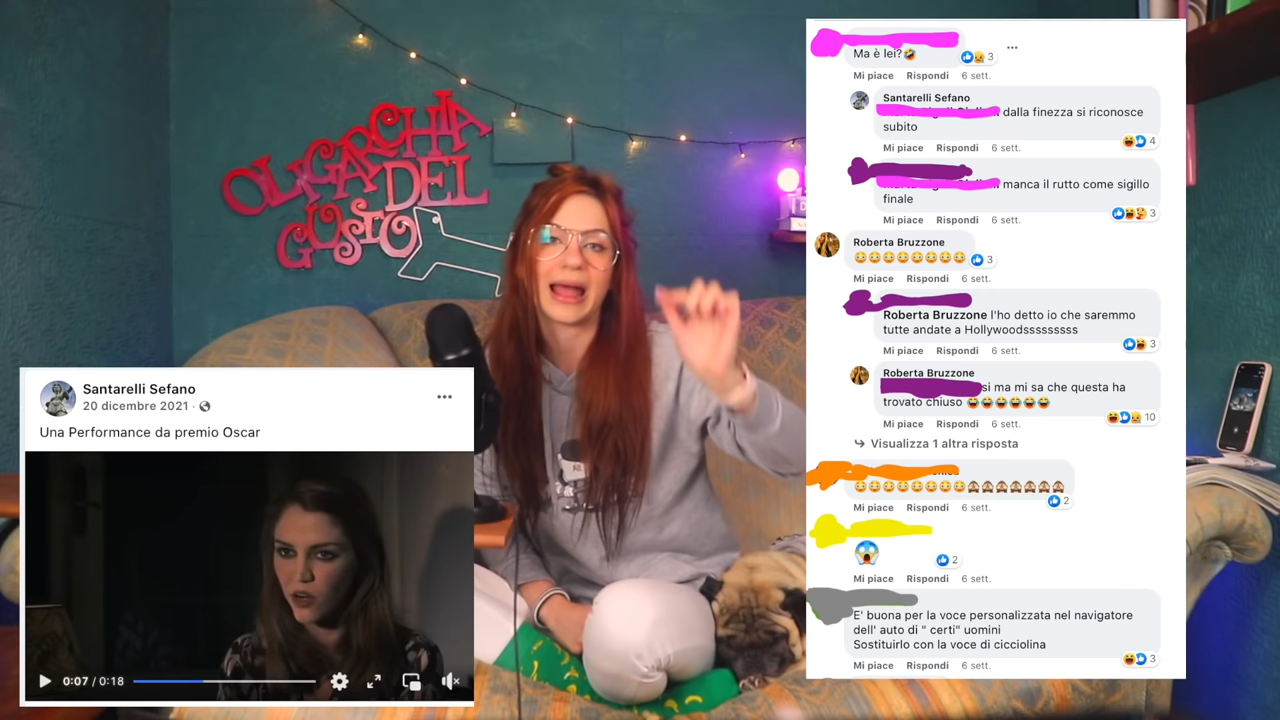 OLIGARCHIA
DEL
GUSTO
Santarelli Sefano
20 dicembre 2021
Una Performance da premio Oscar
0:07 / 0:18
Ma è lei?🤣
3
Mi piace Rispondi 6 sett.
Santarelli Sefano
dalla finezza si riconosce
subito
4
Mi piace Rispondi 6 sett.
manca il rutto come sigillo
finale
3
Mi piace Rispondi 6 sett.
Roberta Bruzzone
😳😳😳😳😳😳😳😳
3
Mi piace Rispondi 6 sett.
Roberta Bruzzone l'ho detto io che saremmo
tutte andate a Hollywoodsssssssss
3
Mi piace Rispondi 6 sett.
Roberta Bruzzone
si ma mi sa che questa ha
trovato chiuso 😂😂😂😂😂😂
10
Mi piace Rispondi 6 sett.
Visualizza 1 altra risposta
😳😳😳😳😳😳😳😳🙈🙈🙈🙈🙈🙈🙈
2
Mi piace Rispondi 6 sett.
😱
2
Mi piace Rispondi 6 sett.
E' buona per la voce personalizzata nel navigatore
dell' auto di " certi" uomini
Sostituirlo con la voce di cicciolina
3
Mi piace Rispondi 6 sett.